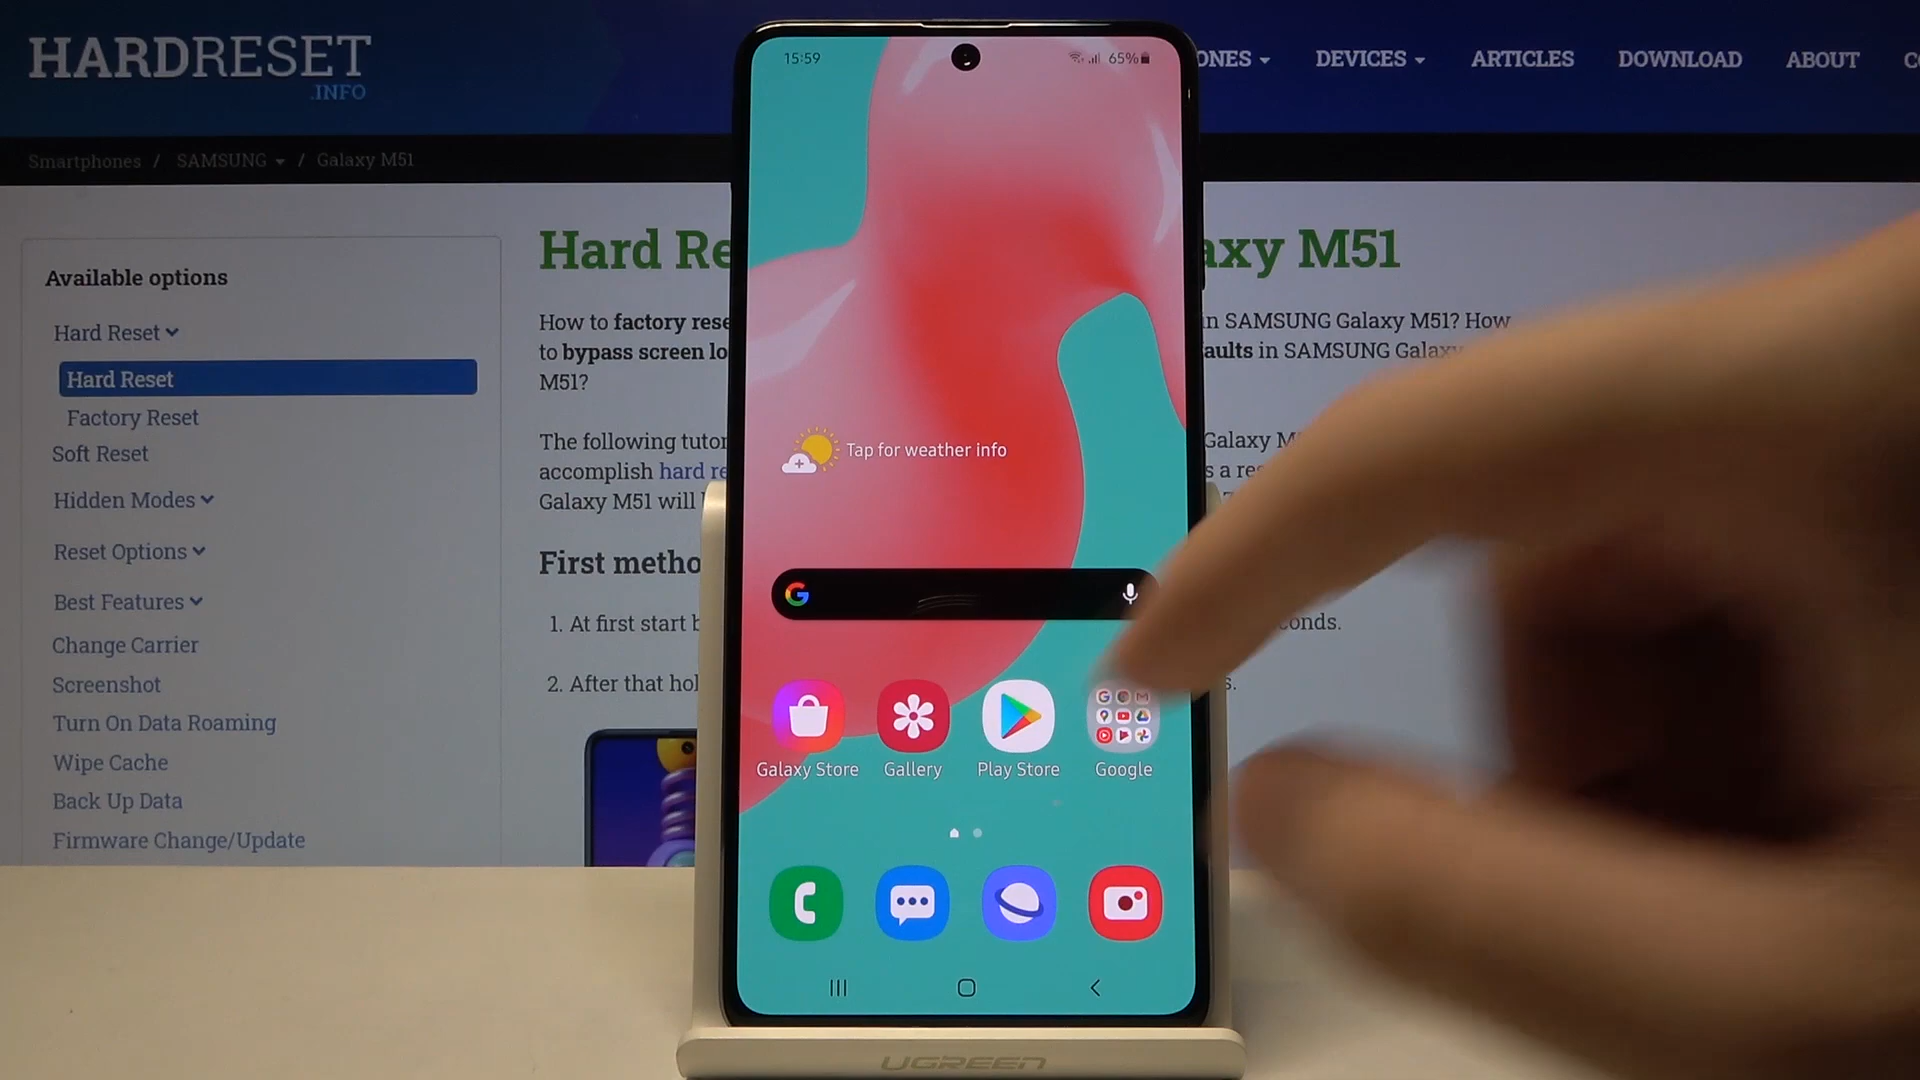 HARDRESET
.INFO
ONES
DEVICES
ARTICLES
DOWNLOAD
ABOUT
Smartphones / SAMSUNG / Galaxy M51
Available options
Hard Reset
Hard Reset
Factory Reset
Soft Reset
Hidden Modes
Reset Options
Best Features
Change Carrier
Screenshot
Turn On Data Roaming
Wipe Cache
Back Up Data
Firmware Change/Update
Hard Re
axy M51
How to factory rese
in SAMSUNG Galaxy M51? How
to bypass screen lo
aults in SAMSUNG Galaxy
M51?
The following tutor
Galaxy M
accomplish hard re
s a re
Galaxy M51 will
First metho
1. At first start b
conds.
2. After that hol
s.
15:59
65%
Tap for weather info
G
Galaxy Store
Gallery
Play Store
Google
UGREEN